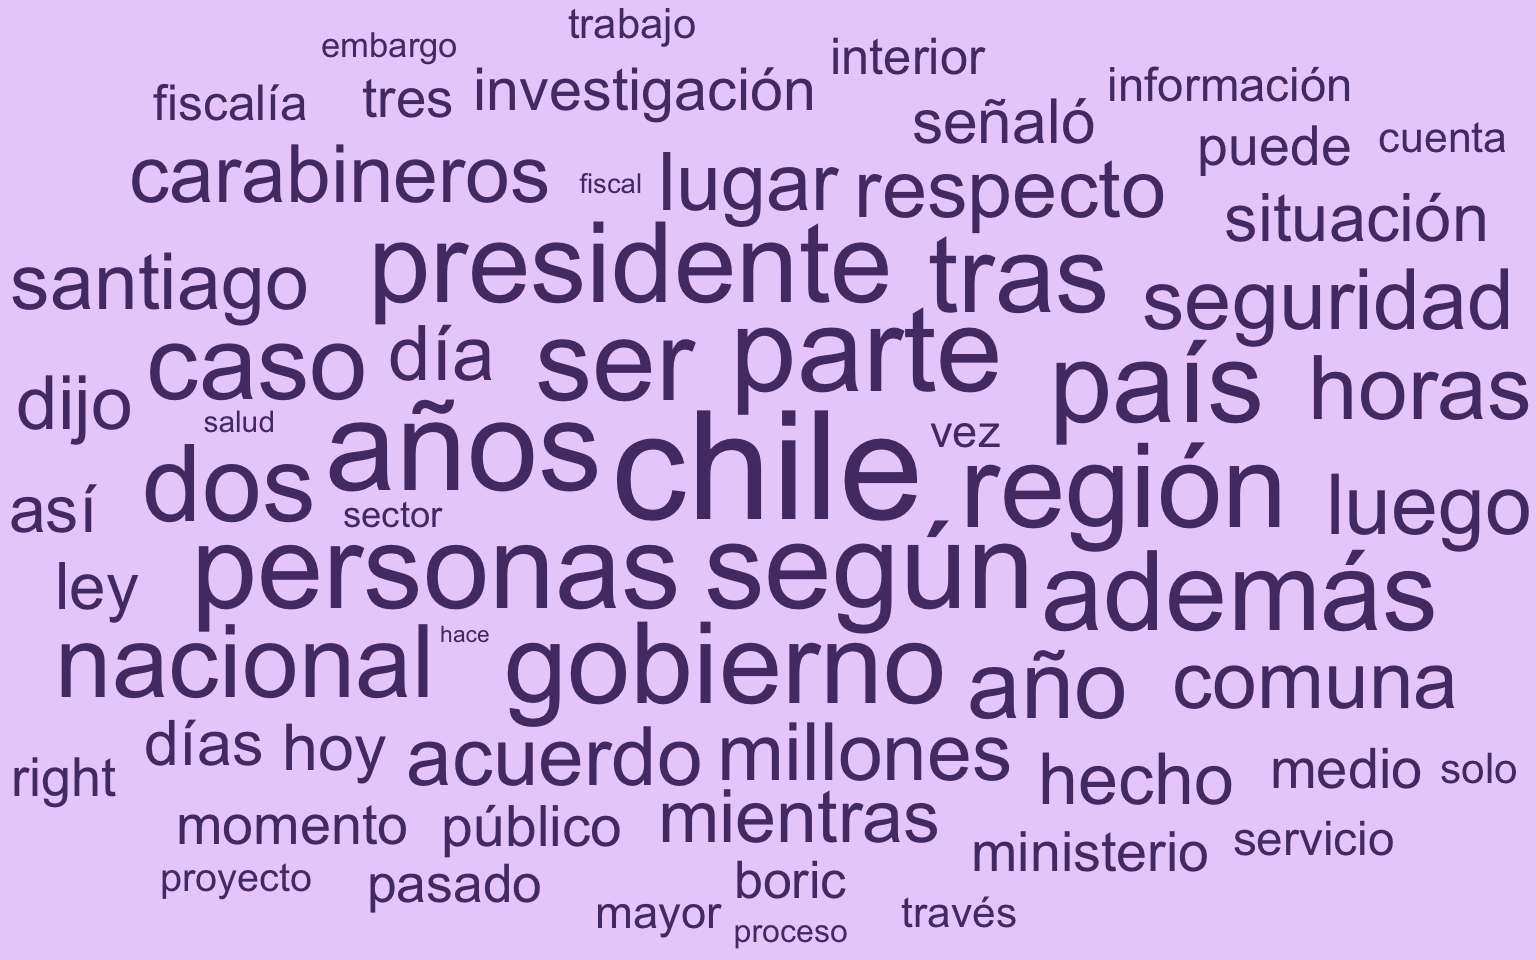 trabajo
embargo
interior
fiscalía tres investigación información
señaló
puede cuenta
carabineros fiscal lugar respecto
situación
santiago presidente tras seguridad
caso día ser parte
país horas
dijo
salud
años chile vez
dos región
así sector luego
ley personas según además
nacional hace gobierno año comuna
días hoy acuerdo millones
right hecho medio solo
momento público mientras
ministerio servicio
proyecto pasado boric
mayor través
proceso